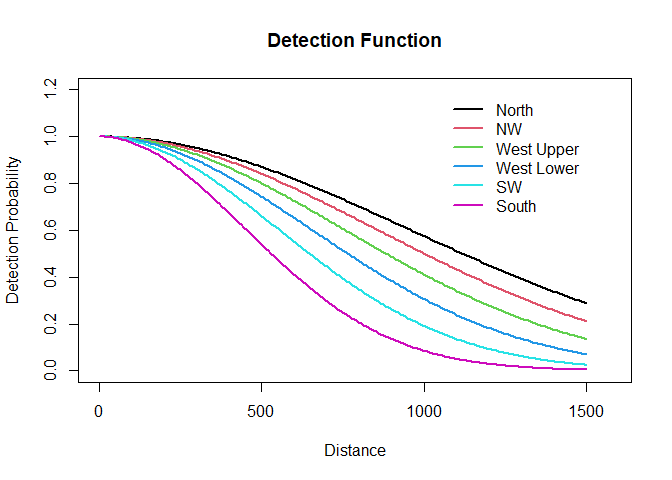 Detection Function
Detection Probability
1.2
1.0
0.8
0.6
0.4
0.2
0.0
North
NW
West Upper
West Lower
SW
South
0
500
1000
1500
Distance